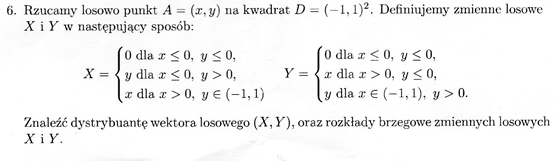 6. Rzucamy losowo punkt A = (x, y) na kwadrat D = (−1, 1)². Definiujemy zmienne losowe
X i Y w następujący sposób:
X = { 0 dla x ≤ 0, y ≤ 0,   Y = { 0 dla x ≤ 0, y ≤ 0,
y dla x ≤ 0, y > 0,   x dla x > 0, y ≤ 0,
x dla x > 0, y ∈ (−1, 1)   y dla x ∈ (−1, 1), y > 0.
Znaleźć dystrybuantę wektora losowego (X, Y), oraz rozkłady brzegowe zmiennych losowych
X i Y.